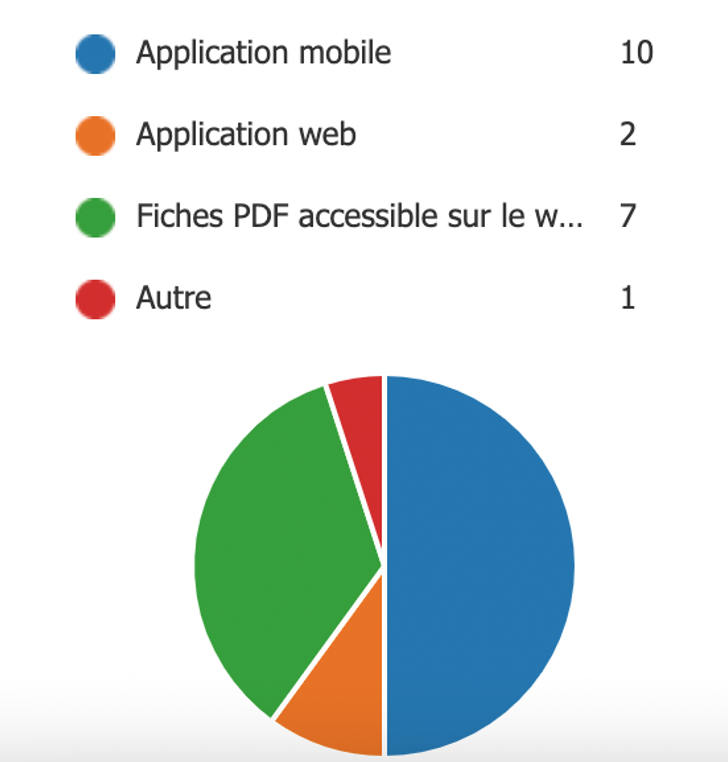 Application mobile 10
Application web 2
Fiches PDF accessible sur le w... 7
Autre 1